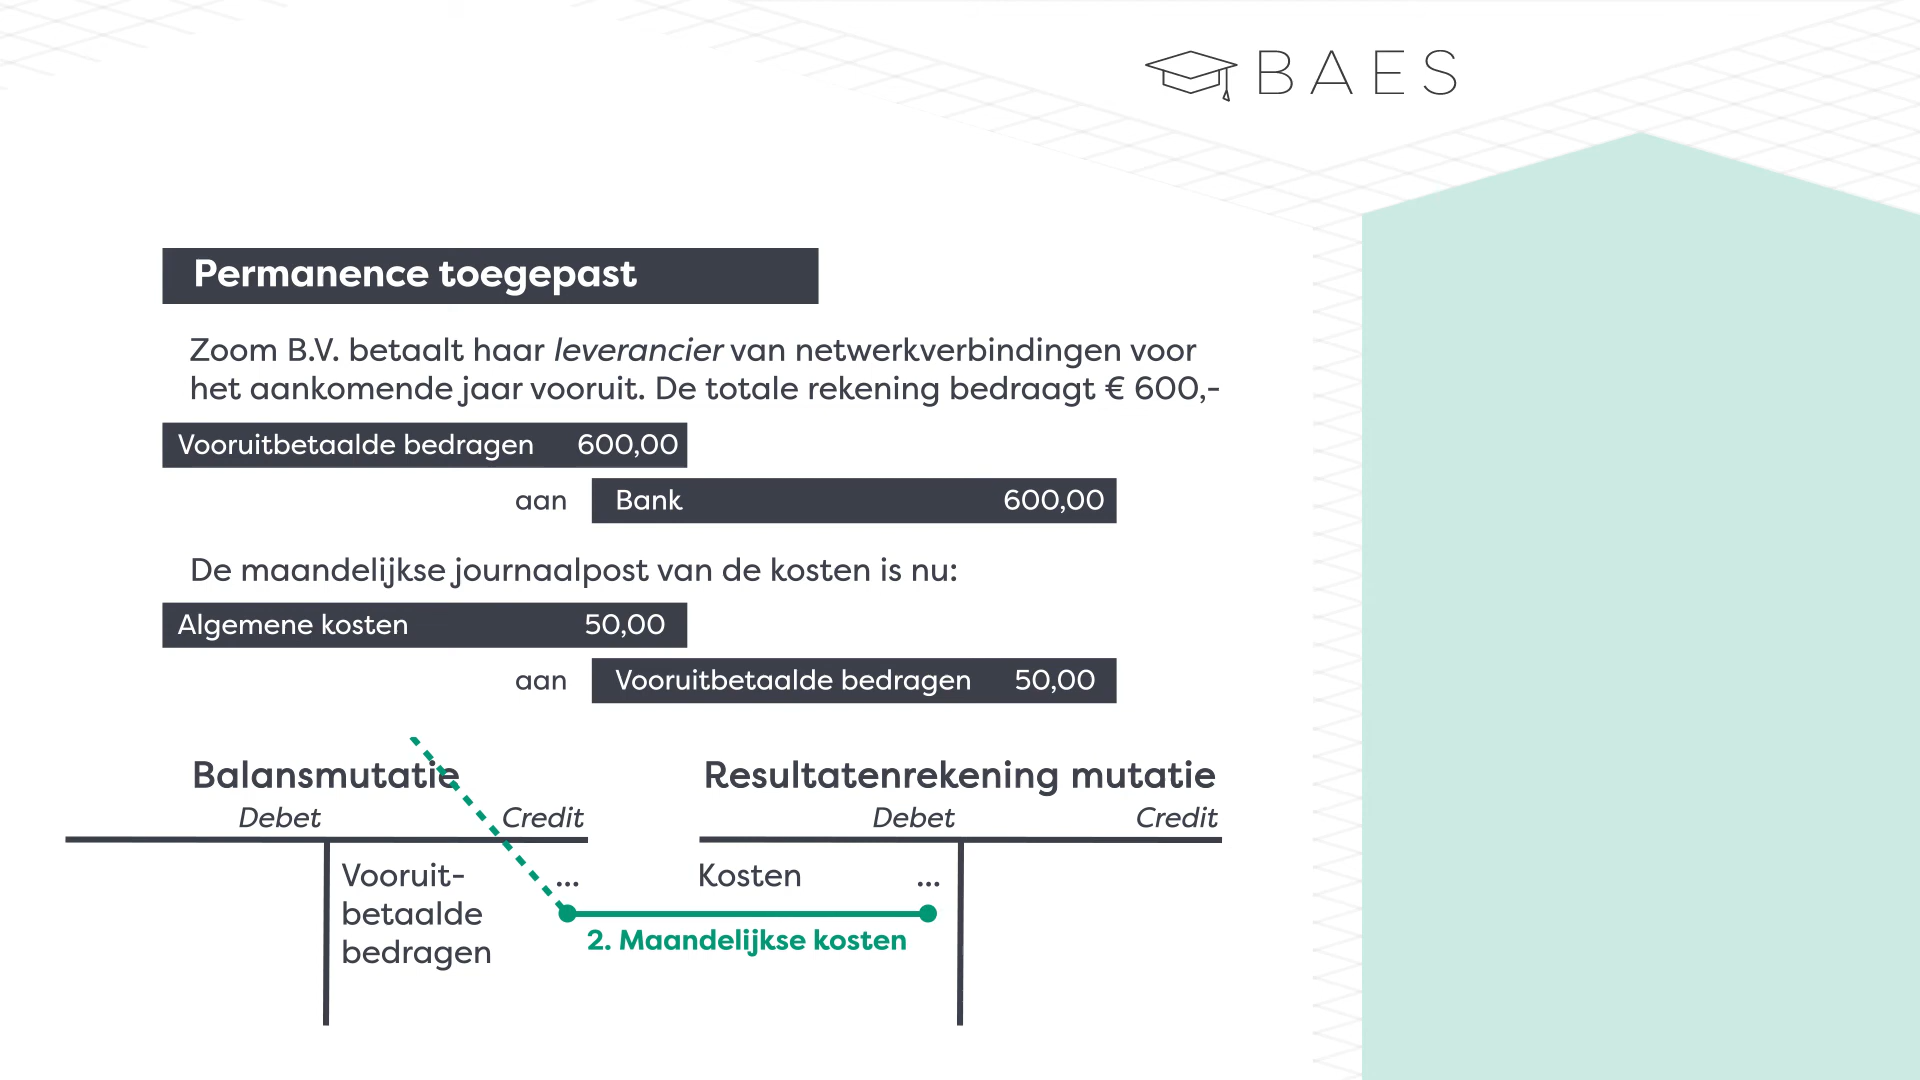 BAES
Permanence toegepast
Zoom B.V. betaalt haar leverancier van netwerkverbindingen voor
het aankomende jaar vooruit. De totale rekening bedraagt € 600,-
Vooruitbetaalde bedragen 600,00
aan Bank 600,00
De maandelijkse journaalpost van de kosten is nu:
Algemene kosten 50,00
aan Vooruitbetaalde bedragen 50,00
Balansmutatie
Debet Credit
Vooruit- ...
betaalde
bedragen
Resultatenrekening mutatie
Debet Credit
Kosten ...
2. Maandelijkse kosten